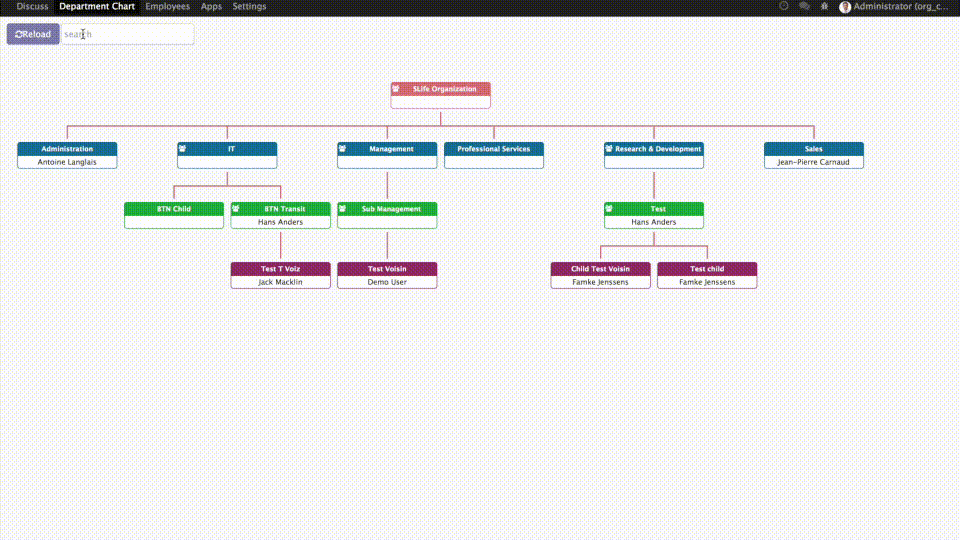 Discuss Department Chart Employees Apps Settings Administrator (org_c...
Reload search
SLife Organization
Administration IT Management Professional Services Research & Development Sales
Antoine Langlais Jean-Pierre Carnaud
BTN Child BTN Transit Sub Management Test
Hans Anders Hans Anders
Test T Voiz Test Voisin Child Test Voisin Test child
Jack Macklin Demo User Famke Jenssens Famke Jenssens